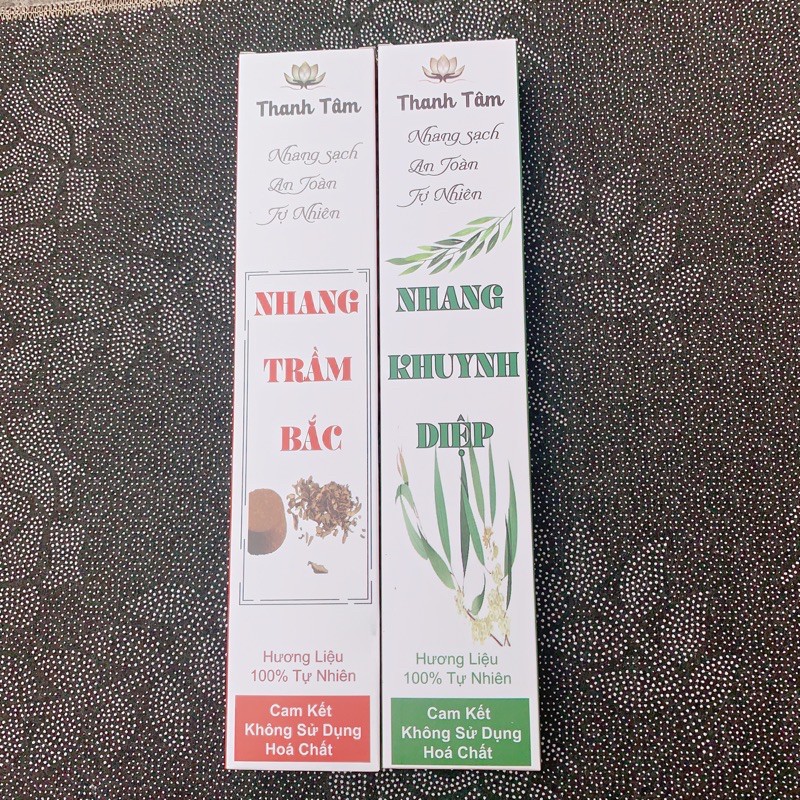 Thanh Tâm
Nhang sạch
An Toàn
Tự Nhiên
NHANG
TRẦM
BẮC
Hương Liệu
100% Tự Nhiên
Cam Kết
Không Sử Dụng
Hoá Chất
Thanh Tâm
Nhang sạch
An Toàn
Tự Nhiên
NHANG
KHUYNH
DIỆP
Hương Liệu
100% Tự Nhiên
Cam Kết
Không Sử Dụng
Hoá Chất